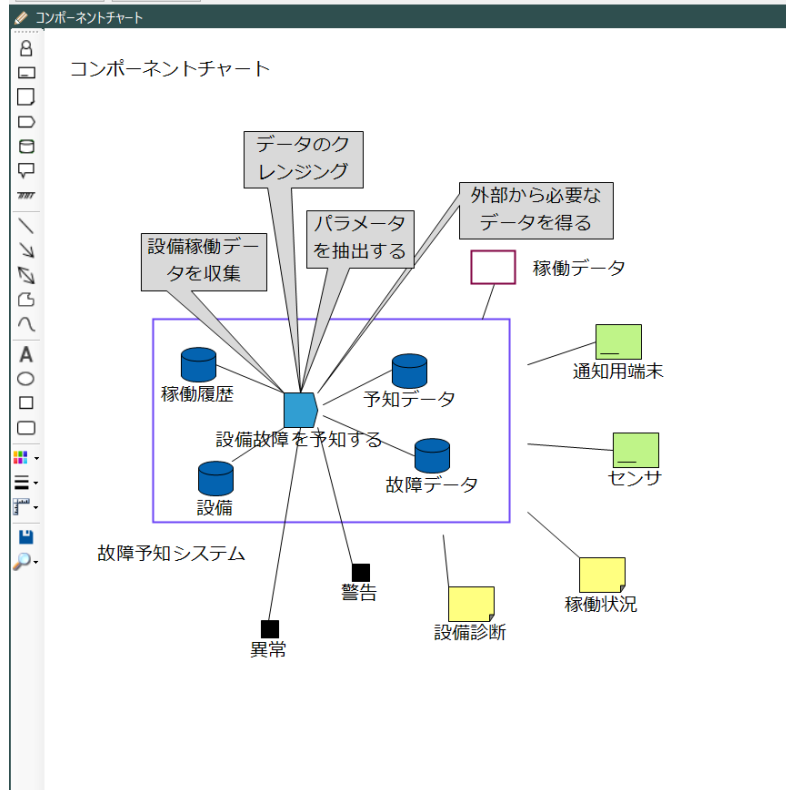 コンポーネントチャート
コンポーネントチャート
データのク
レンジング
外部から必要な
データを得る
パラメータ
を抽出する
設備稼働デー
タを収集
稼働データ
通知用端末
稼働履歴
予知データ
設備故障を予知する
センサ
故障データ
設備
故障予知システム
警告
稼働状況
設備診断
異常
A